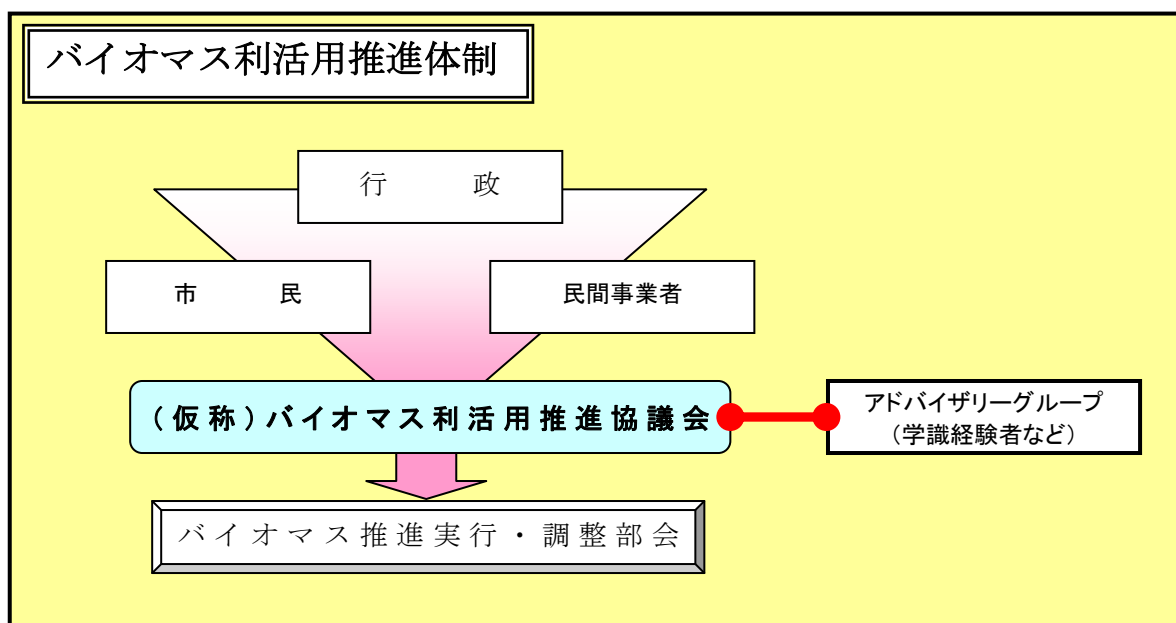 バイオマス利活用推進体制
行　政
市　民
民間事業者
（仮称）バイオマス利活用推進協議会
アドバイザリーグループ
（学識経験者など）
バイオマス推進実行・調整部会